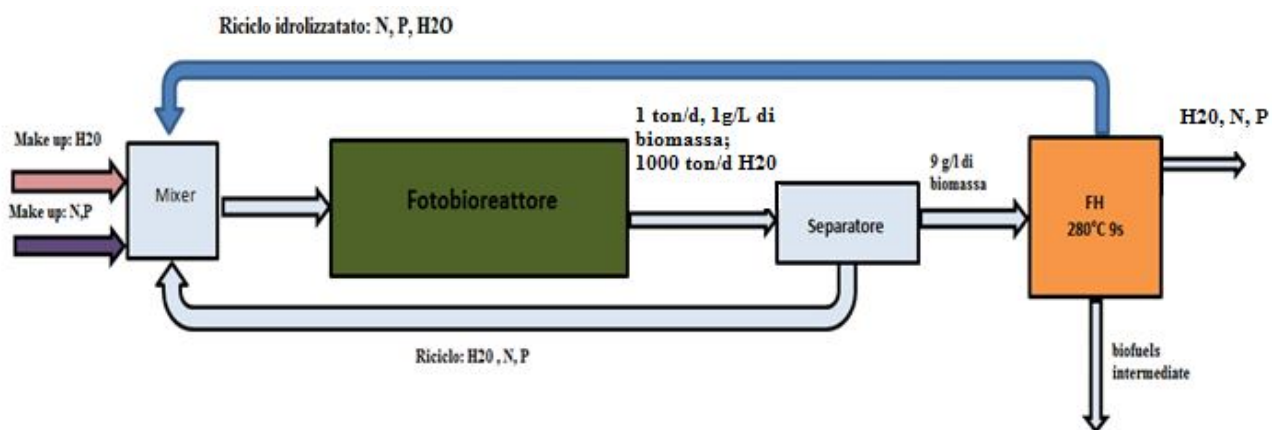 Riciclo idrolizzatato: N, P, H2O
1 ton/d, 1g/L di
biomassa;
1000 ton/d H20
H20, N, P
Make up: H20
Mixer
Make up: N,P
Fotobioreattore
9 g/l di
biomassa
Separatore
FH
280°C 9s
Riciclo: H20 , N, P
biofuels
intermediate